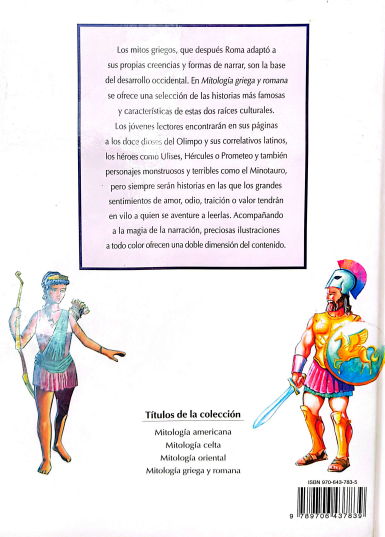 Los mitos griegos, que después Roma adaptó a
sus propias creencias y formas de narrar, son la base
del desarrollo occidental. En Mitología griega y romana
se ofrece una selección de las historias más famosas
y características de estas dos raíces culturales.
Los jóvenes lectores encontrarán en sus páginas
a los doce dioses del Olimpo y sus correlativos latinos,
los héroes como Ulises, Hércules o Prometeo y también
personajes monstruosos y terribles como el Minotauro,
pero siempre serán historias en las que los grandes
sentimientos de amor, odio, traición o valor tendrán
en vilo a quien se aventure a leerlas. Acompañando
a la magia de la narración, preciosas ilustraciones
a todo color ofrecen una doble dimensión del contenido.
Títulos de la colección
Mitología americana
Mitología celta
Mitología oriental
Mitología griega y romana
ISBN 970-643-783-5
9 789706 437839